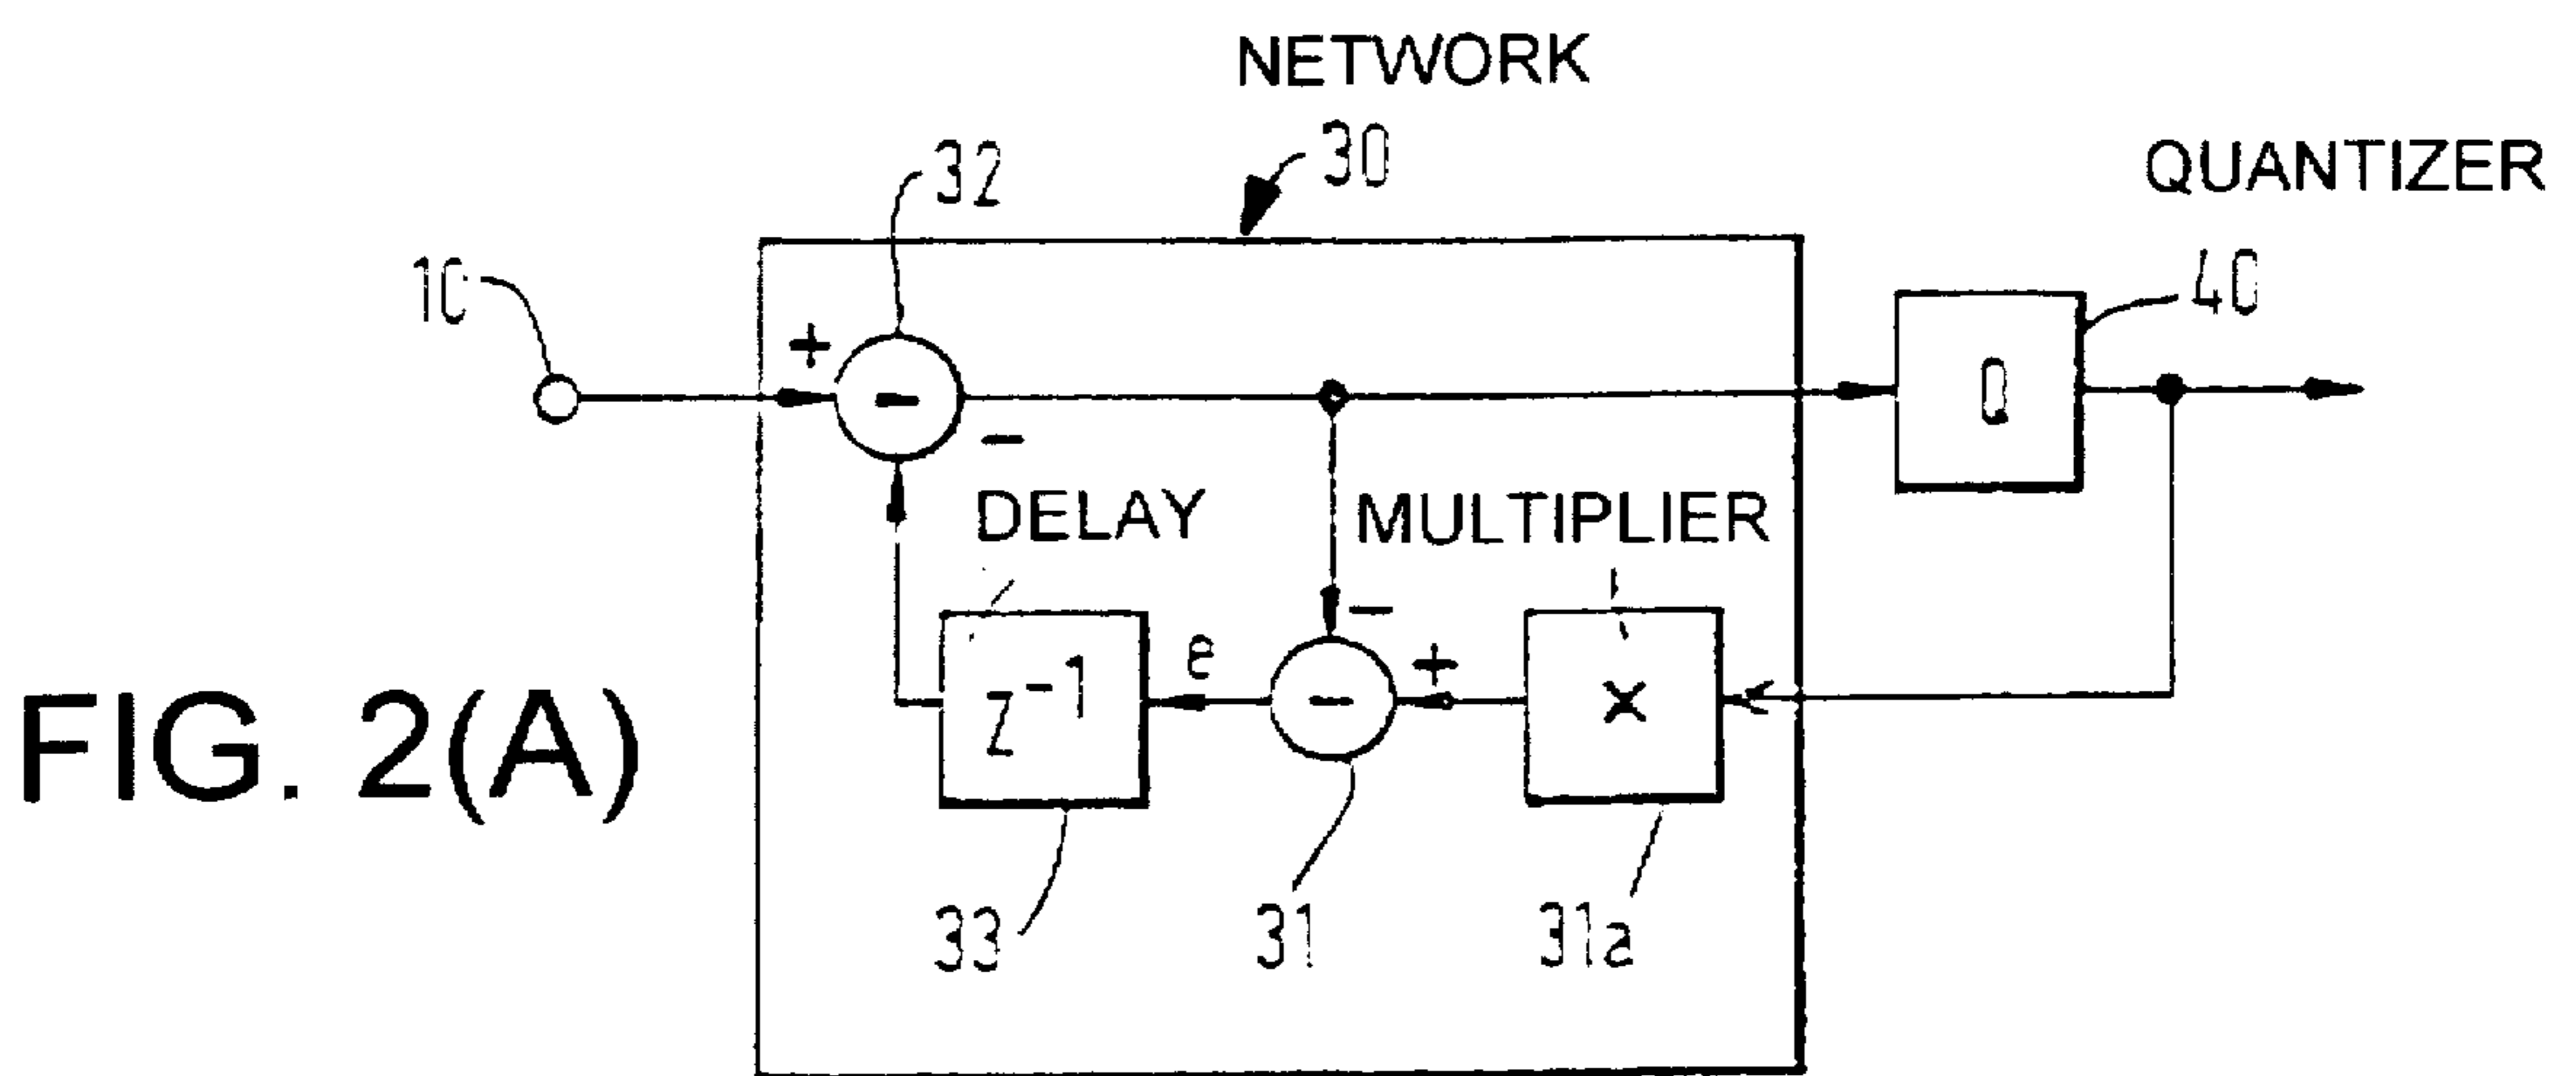 NETWORK
30
32
QUANTIZER
10
40
+
-
-
Q
DELAY
MULTIPLIER
-
FIG. 2(A)
z⁻¹
e
-
+
x
33
31
31a